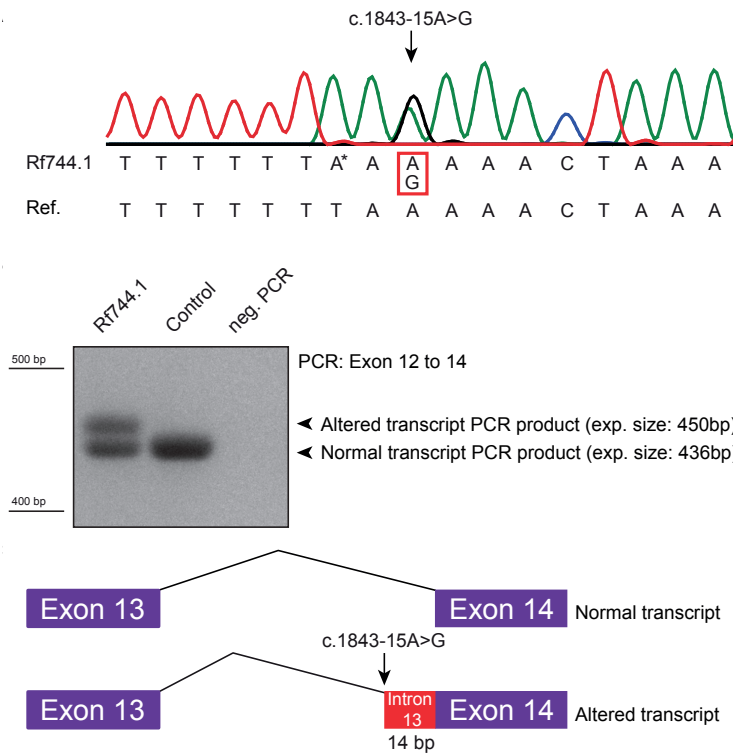 c.1843-15A>G
Rf744.1 T T T T T T A* A A A A A C T A A A
G
Ref. T T T T T T T A A A A A C T A A A
Rf744.1 Control neg. PCR
500 bp
PCR: Exon 12 to 14
Altered transcript PCR product (exp. size: 450bp)
Normal transcript PCR product (exp. size: 436bp)
400 bp
Exon 13 Exon 14 Normal transcript
c.1843-15A>G
Exon 13 Intron 13 Exon 14 Altered transcript
14 bp